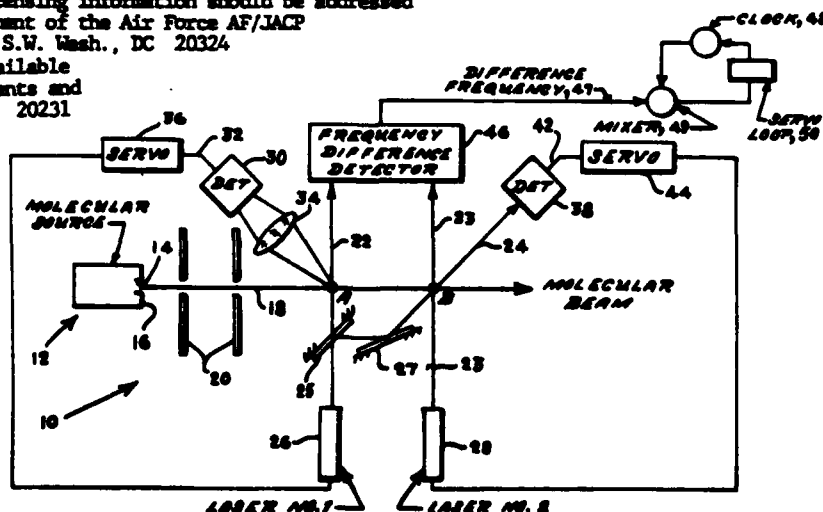 ensing information should be addressed
ment of the Air Force AF/JACP
S.W. Wash., DC 20324
ailable
ents and
20231
CLOCK, 48
DIFFERENCE
FREQUENCY, 47
MIXER, 49
SERVO
LOOP, 50
36
SERVO
32
30
DET
34
FREQUENCY
DIFFERENCE
DETECTOR
46
42
DET
38
SERVO
44
MOLECULAR
SOURCE
14
16
12
10
18
20
22
23
24
A
B
MOLECULAR
BEAM
25
27
23
26
28
LASER NO. 1
LASER NO. 2